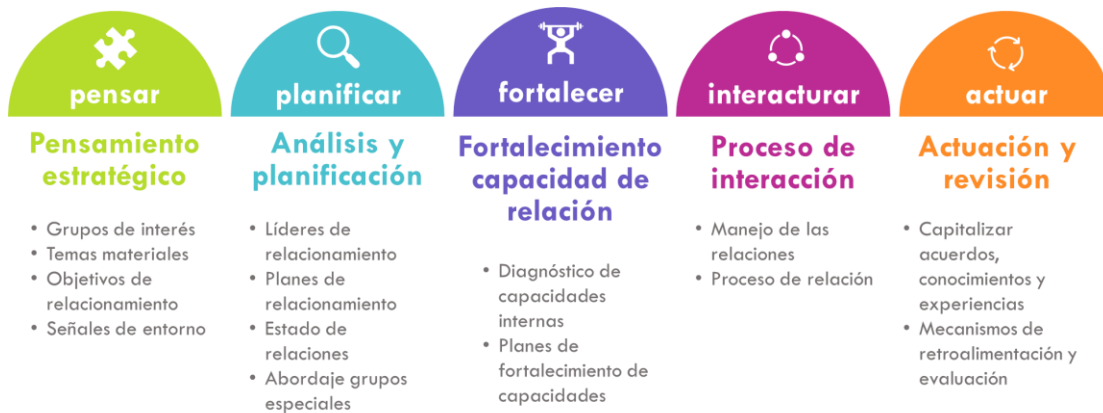 pensar
Pensamiento
estratégico
• Grupos de interés
• Temas materiales
• Objetivos de
relacionamiento
• Señales de entorno
planificar
Análisis y
planificación
• Líderes de
relacionamiento
• Planes de
relacionamiento
• Estado de
relaciones
• Abordaje grupos
especiales
fortalecer
Fortalecimiento
capacidad de
relación
• Diagnóstico de
capacidades
internas
• Planes de
fortalecimiento de
capacidades
interacturar
Proceso de
interacción
• Manejo de las
relaciones
• Proceso de relación
actuar
Actuación y
revisión
• Capitalizar
acuerdos,
conocimientos y
experiencias
• Mecanismos de
retroalimentación y
evaluación